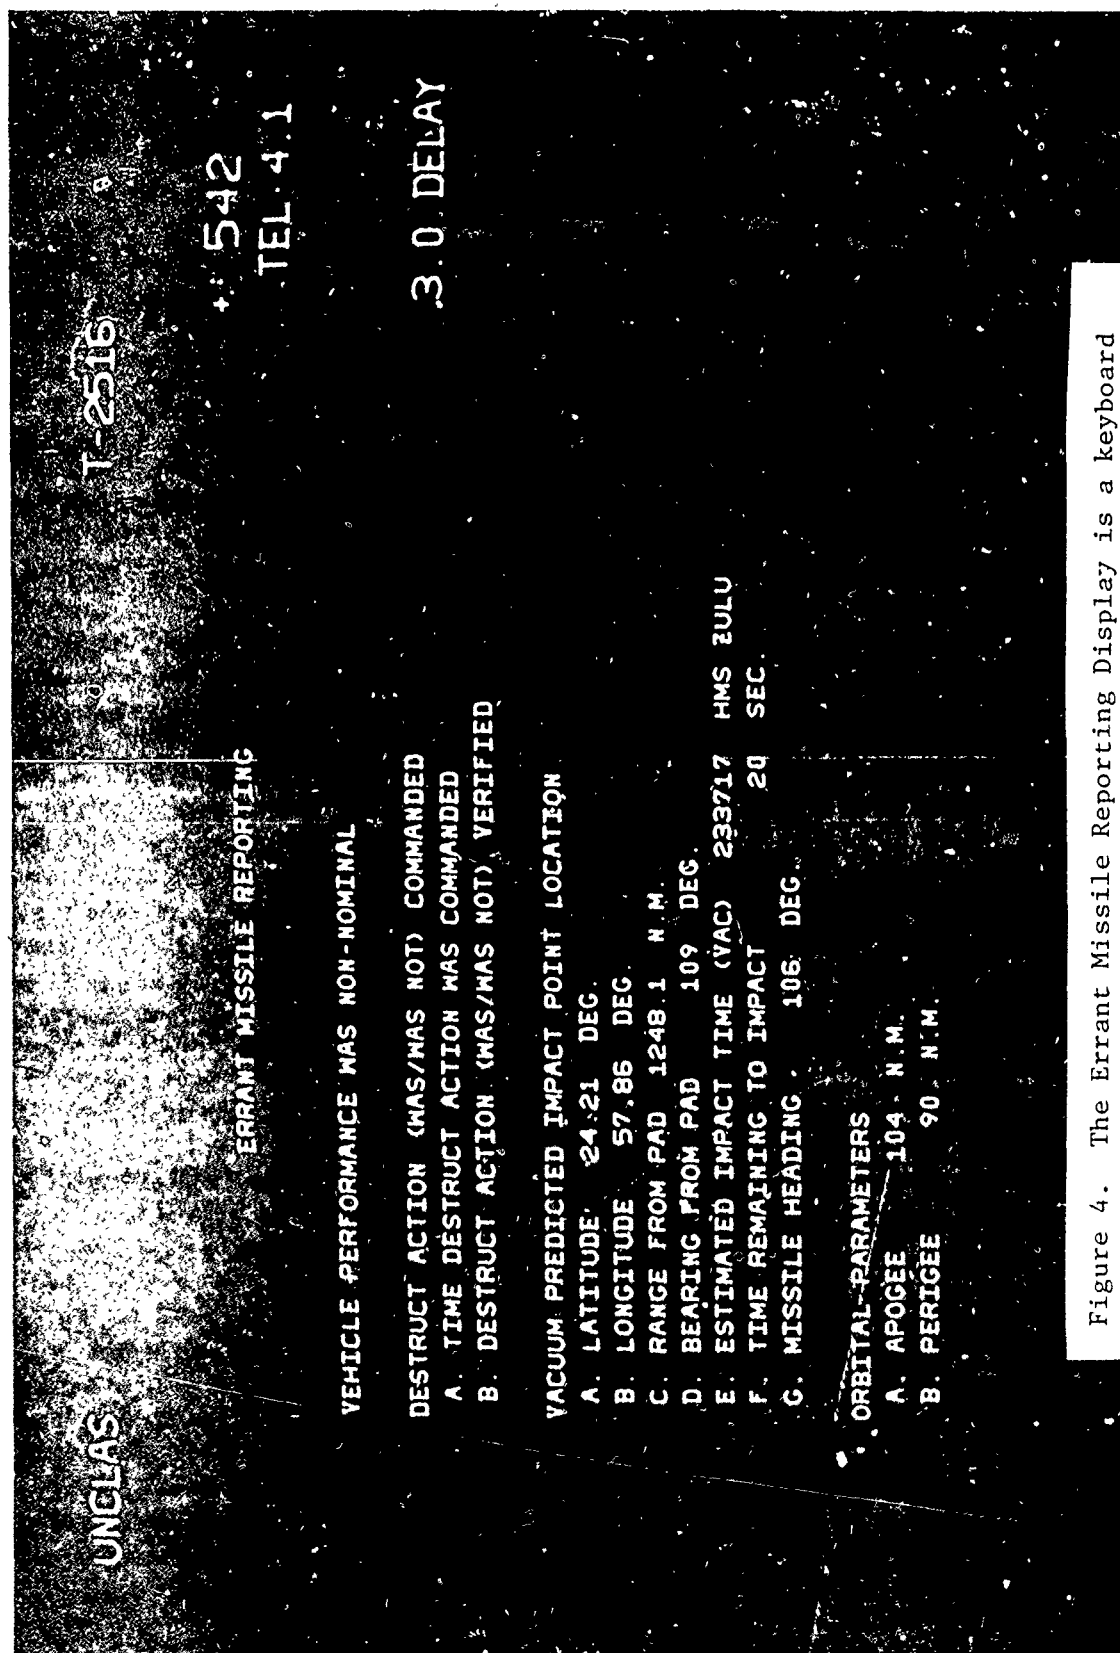 UNCLAS T-2516
+ 542
ERRANT MISSILE REPORTING
TEL 4.1
VEHICLE PERFORMANCE WAS NON-NOMINAL
DESTRUCT ACTION (WAS/WAS NOT) COMMANDED 3.0 DELAY
A. TIME DESTRUCT ACTION WAS COMMANDED
B. DESTRUCT ACTION (WAS/WAS NOT) VERIFIED
VACUUM PREDICTED IMPACT POINT LOCATION
A. LATITUDE 24.21 DEG.
B. LONGITUDE 57.86 DEG.
C. RANGE FROM PAD 1248.1 N.M.
D. BEARING FROM PAD 109 DEG.
E. ESTIMATED IMPACT TIME (VAC) 233717 HMS ZULU
F. TIME REMAINING TO IMPACT 20 SEC.
G. MISSILE HEADING 106 DEG.
ORBITAL PARAMETERS
A. APOGEE 104 N.M.
B. PERIGEE 90 N.M.
Figure 4. The Errant Missile Reporting Display is a keyboard